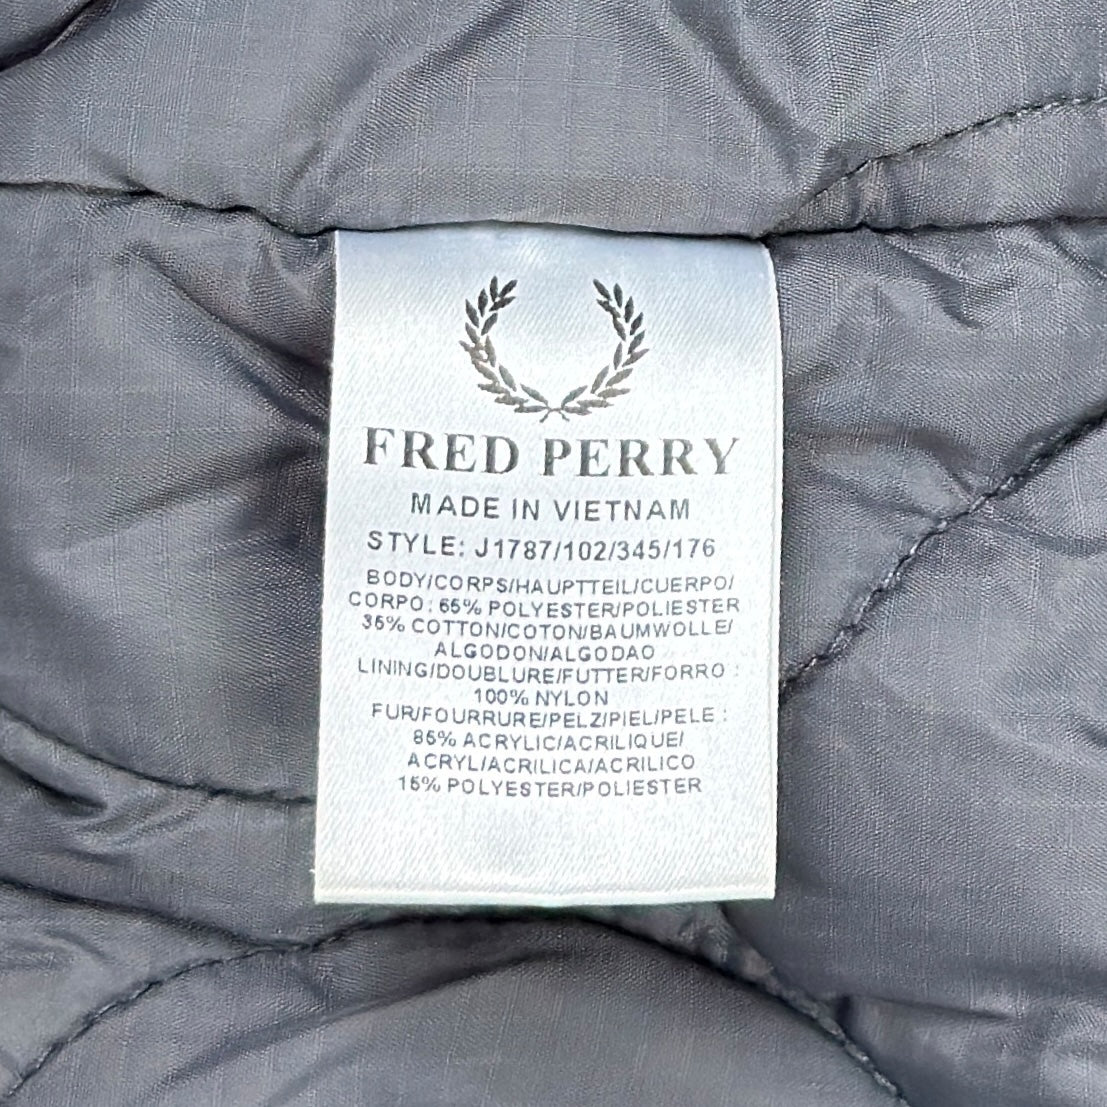 FRED PERRY
MADE IN VIETNAM
STYLE: J1787/102/345/176
BODY/CORPS/HAUPTTEIL/CUERPO/
CORPO: 65% POLYESTER/POLIESTER
35% COTTON/COTON/BAUMWOLLE/
ALGODON/ALGODAO
LINING/DOUBLURE/FUTTER/FORRO :
100% NYLON
FUR/FOURRURE/PELZ/PIEL/PELE :
85% ACRYLIC/ACRILIQUE/
ACRYL/ACRILICA/ACRILICO
15% POLYESTER/POLIESTER